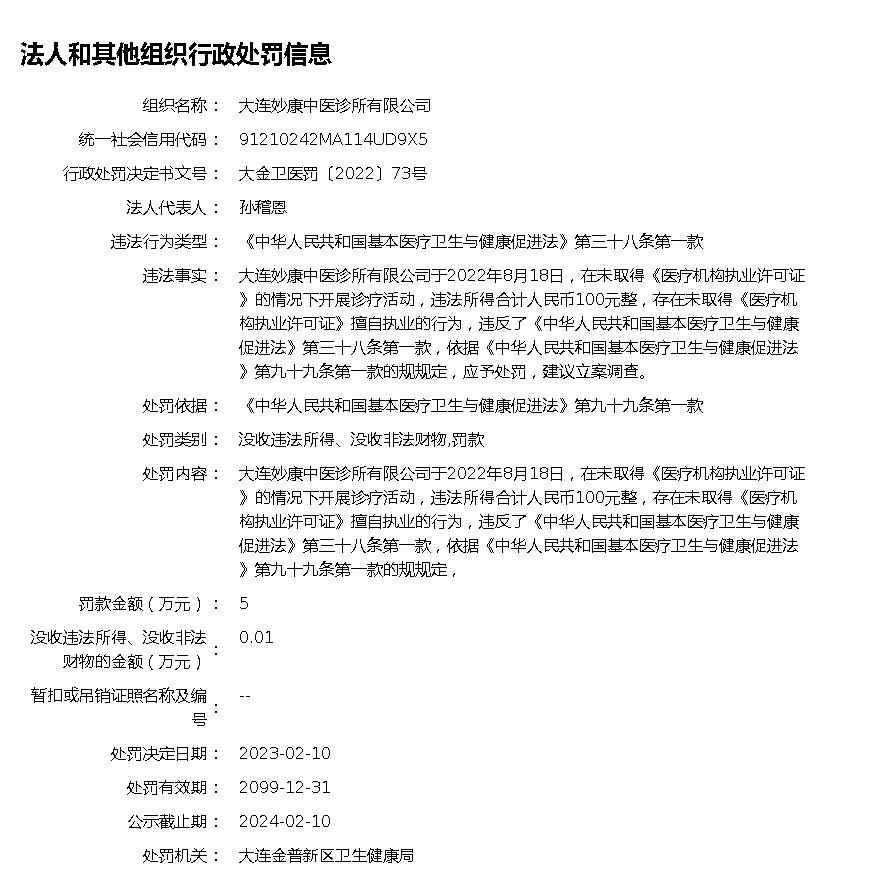 法人和其他组织行政处罚信息
组织名称： 大连妙康中医诊所有限公司
统一社会信用代码： 91210242MA114UD9X5
行政处罚决定书文号： 大金卫医罚〔2022〕73号
法人代表人： 孙稽恩
违法行为类型： 《中华人民共和国基本医疗卫生与健康促进法》第三十八条第一款
违法事实： 大连妙康中医诊所有限公司于2022年8月18日，在未取得《医疗机构执业许可证
》的情况下开展诊疗活动，违法所得合计人民币100元整，存在未取得《医疗机
构执业许可证》擅自执业的行为，违反了《中华人民共和国基本医疗卫生与健康
促进法》第三十八条第一款，依据《中华人民共和国基本医疗卫生与健康促进法
》第九十九条第一款的规规定，应予处罚，建议立案调查。
处罚依据： 《中华人民共和国基本医疗卫生与健康促进法》第九十九条第一款
处罚类别： 没收违法所得、没收非法财物,罚款
处罚内容： 大连妙康中医诊所有限公司于2022年8月18日，在未取得《医疗机构执业许可证
》的情况下开展诊疗活动，违法所得合计人民币100元整，存在未取得《医疗机
构执业许可证》擅自执业的行为，违反了《中华人民共和国基本医疗卫生与健康
促进法》第三十八条第一款，依据《中华人民共和国基本医疗卫生与健康促进法
》第九十九条第一款的规规定，
罚款金额（万元）： 5
没收违法所得、没收非法
财物的金额（万元）： 0.01
暂扣或吊销证照名称及编
号： --
处罚决定日期： 2023-02-10
处罚有效期： 2099-12-31
公示截止期： 2024-02-10
处罚机关： 大连金普新区卫生健康局